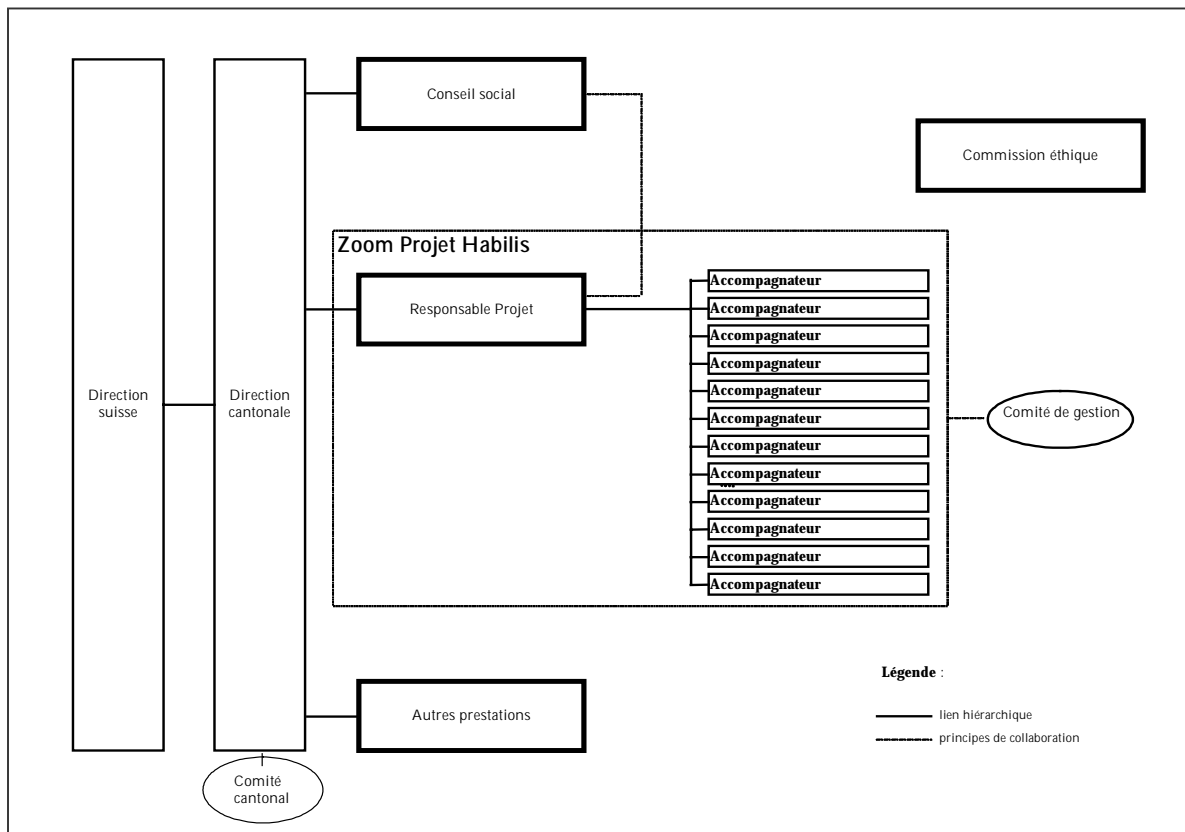 Conseil social
Commission éthique
Zoom Projet Habilis
Responsable Projet
Accompagnateur
Accompagnateur
Accompagnateur
Accompagnateur
Accompagnateur
Accompagnateur
Accompagnateur
Accompagnateur
Accompagnateur
Accompagnateur
Accompagnateur
Accompagnateur
Direction
suisse
Direction
cantonale
Comité de gestion
Autres prestations
Légende :
lien hiérarchique
principes de collaboration
Comité
cantonal